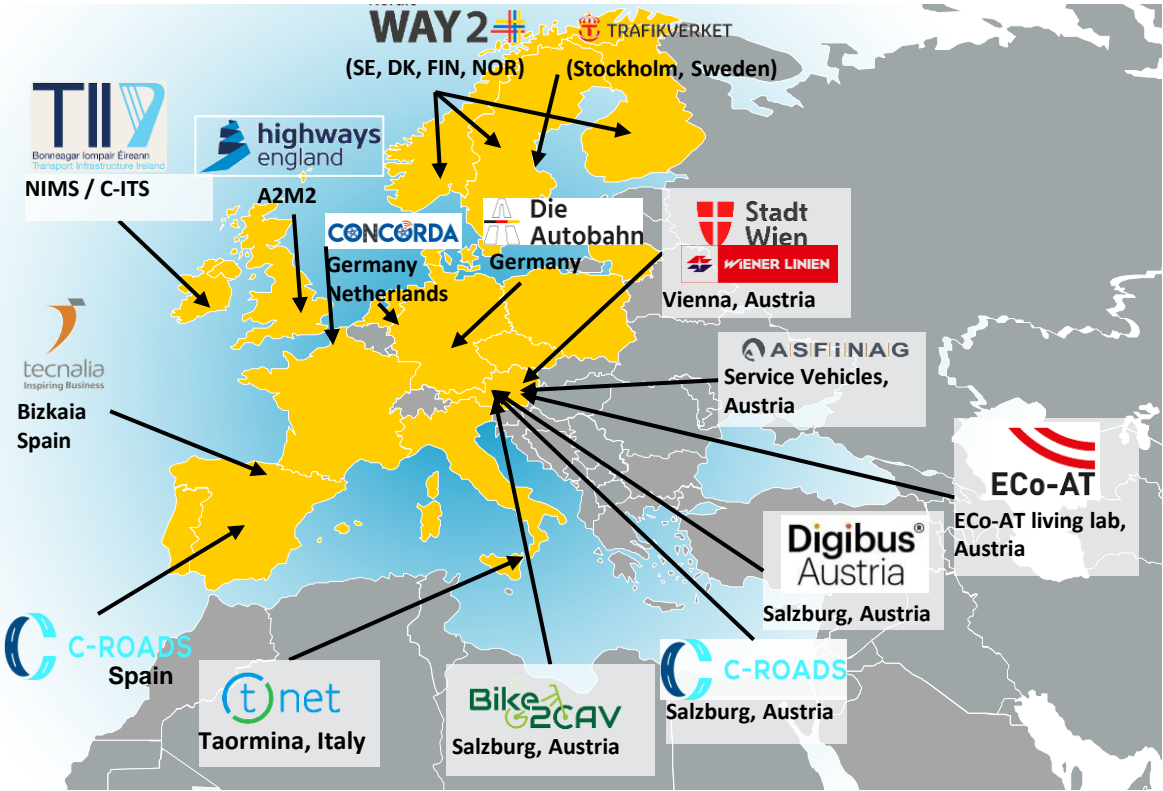 WAY 2
(SE, DK, FIN, NOR)
TRAFIKVERKET
(Stockholm, Sweden)
TII
Bonneagar Iompair Éireann
Transport Infrastructure Ireland
NIMS / C-ITS
highways
england
A2M2
CONCORDA
Germany
Netherlands
Die
Autobahn
Germany
Stadt
Wien
WIENER LINIEN
Vienna, Austria
tecnalia
Inspiring Business
Bizkaia
Spain
ASFiNAG
Service Vehicles,
Austria
ECo-AT
ECo-AT living lab,
Austria
Digibus®
Austria
Salzburg, Austria
C-ROADS
Spain
t net
Taormina, Italy
Bike2CAV
Salzburg, Austria
C-ROADS
Salzburg, Austria